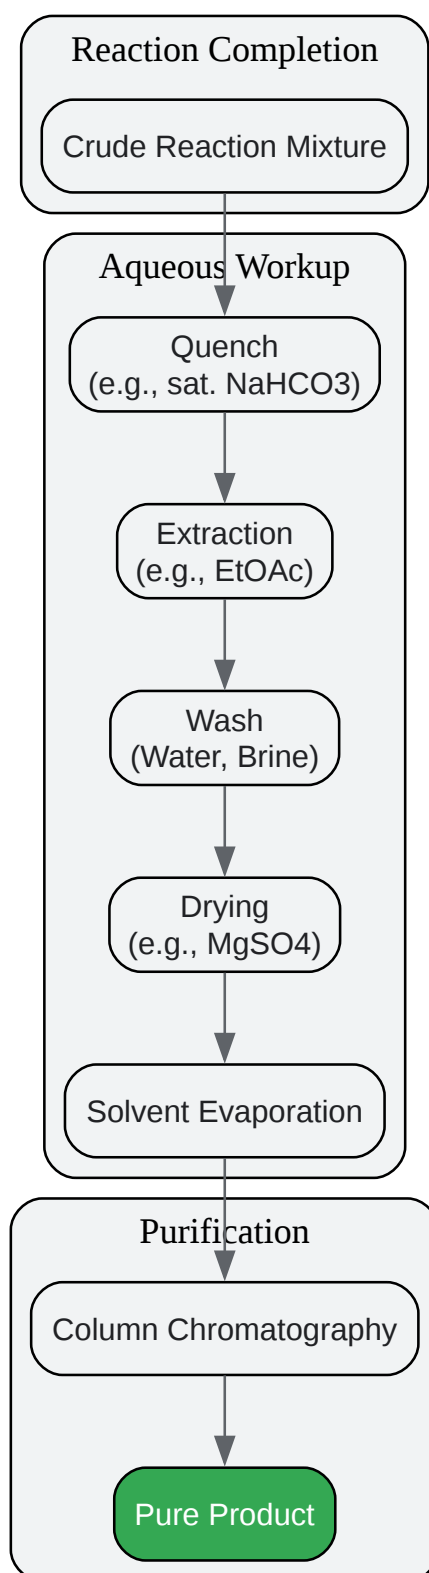 Reaction Completion
Crude Reaction Mixture
Aqueous Workup
Quench
(e.g., sat. NaHCO3)
Extraction
(e.g., EtOAc)
Wash
(Water, Brine)
Drying
(e.g., MgSO4)
Solvent Evaporation
Purification
Column Chromatography
Pure Product